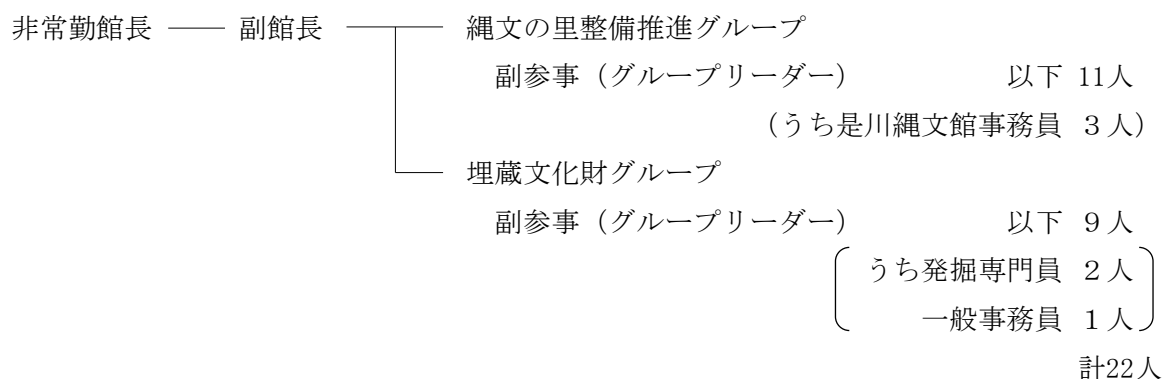 非常勤館長 ―― 副館長 ―― 縄文の里整備推進グループ
副参事（グループリーダー） 以下 11人
（うち是川縄文館事務員 ３人）
埋蔵文化財グループ
副参事（グループリーダー） 以下 ９人
うち発掘専門員 ２人
一般事務員 １人
計22人